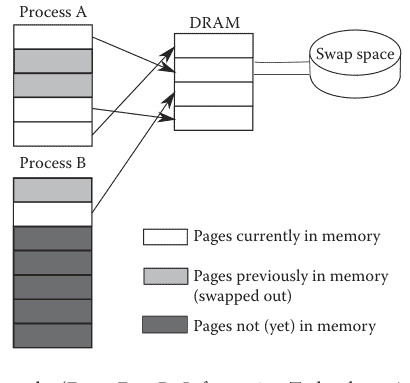 Process A
DRAM
Swap space
Process B
Pages currently in memory
Pages previously in memory
(swapped out)
Pages not (yet) in memory